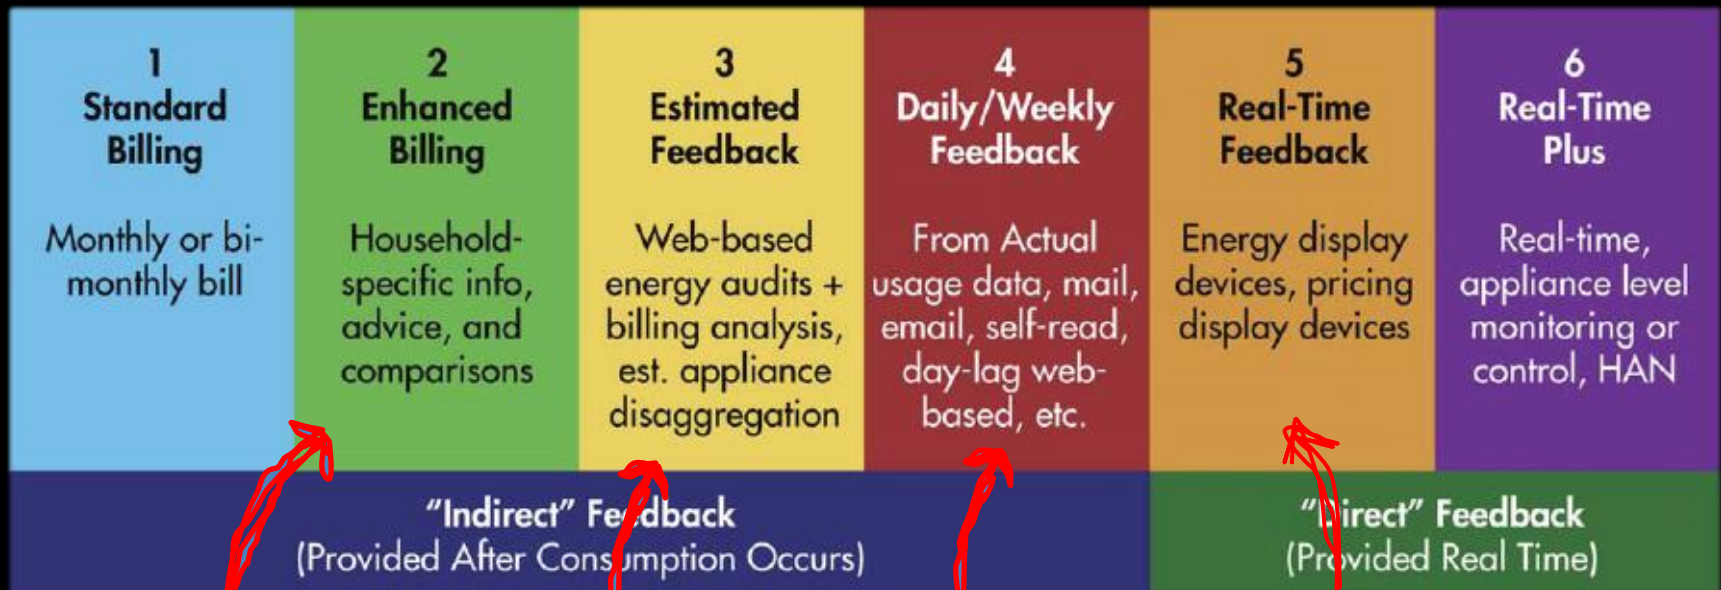 1
Standard
Billing
Monthly or bi-
monthly bill
2
Enhanced
Billing
Household-
specific info,
advice, and
comparisons
3
Estimated
Feedback
Web-based
energy audits +
billing analysis,
est. appliance
disaggregation
4
Daily/Weekly
Feedback
From Actual
usage data, mail,
email, self-read,
day-lag web-
based, etc.
5
Real-Time
Feedback
Energy display
devices, pricing
display devices
6
Real-Time
Plus
Real-time,
appliance level
monitoring or
control, HAN
“Indirect” Feedback
(Provided After Consumption Occurs)
“Direct” Feedback
(Provided Real Time)